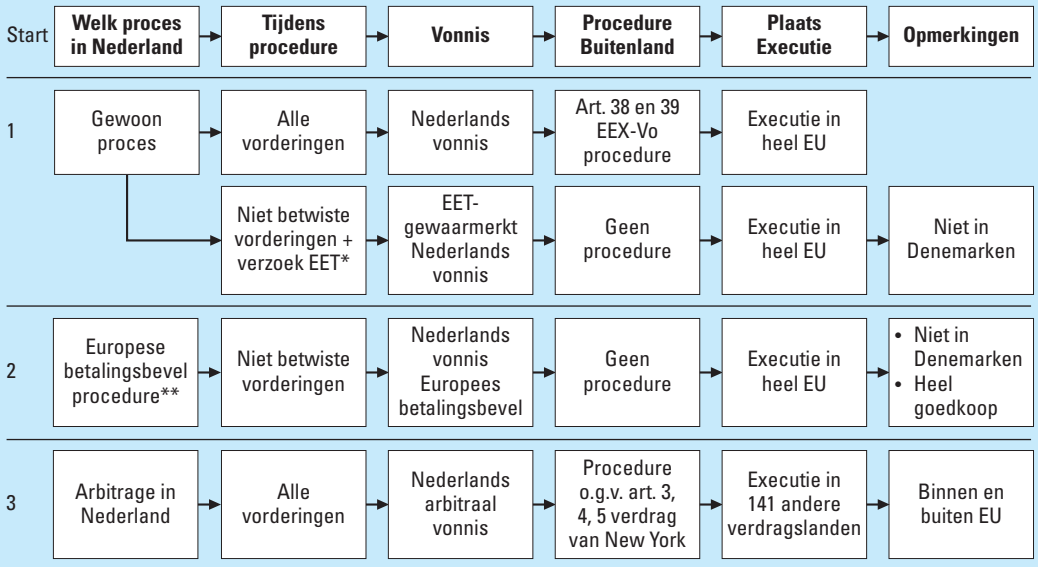 Start
Welk proces
in Nederland
Tijdens
procedure
Vonnis
Procedure
Buitenland
Plaats
Executie
Opmerkingen
1
Gewoon
proces
Alle
vorderingen
Nederlands
vonnis
Art. 38 en 39
EEX-Vo
procedure
Executie in
heel EU
Niet betwiste
vorderingen +
verzoek EET*
EET-
gewaarmerkt
Nederlands
vonnis
Geen
procedure
Executie in
heel EU
Niet in
Denemarken
2
Europese
betalingsbevel
procedure**
Niet betwiste
vorderingen
Nederlands
vonnis
Europees
betalingsbevel
Geen
procedure
Executie in
heel EU
• Niet in
Denemarken
• Heel
goedkoop
3
Arbitrage in
Nederland
Alle
vorderingen
Nederlands
arbitraal
vonnis
Procedure
o.g.v. art. 3,
4, 5 verdrag
van New York
Executie in
141 andere
verdragslanden
Binnen en
buiten EU